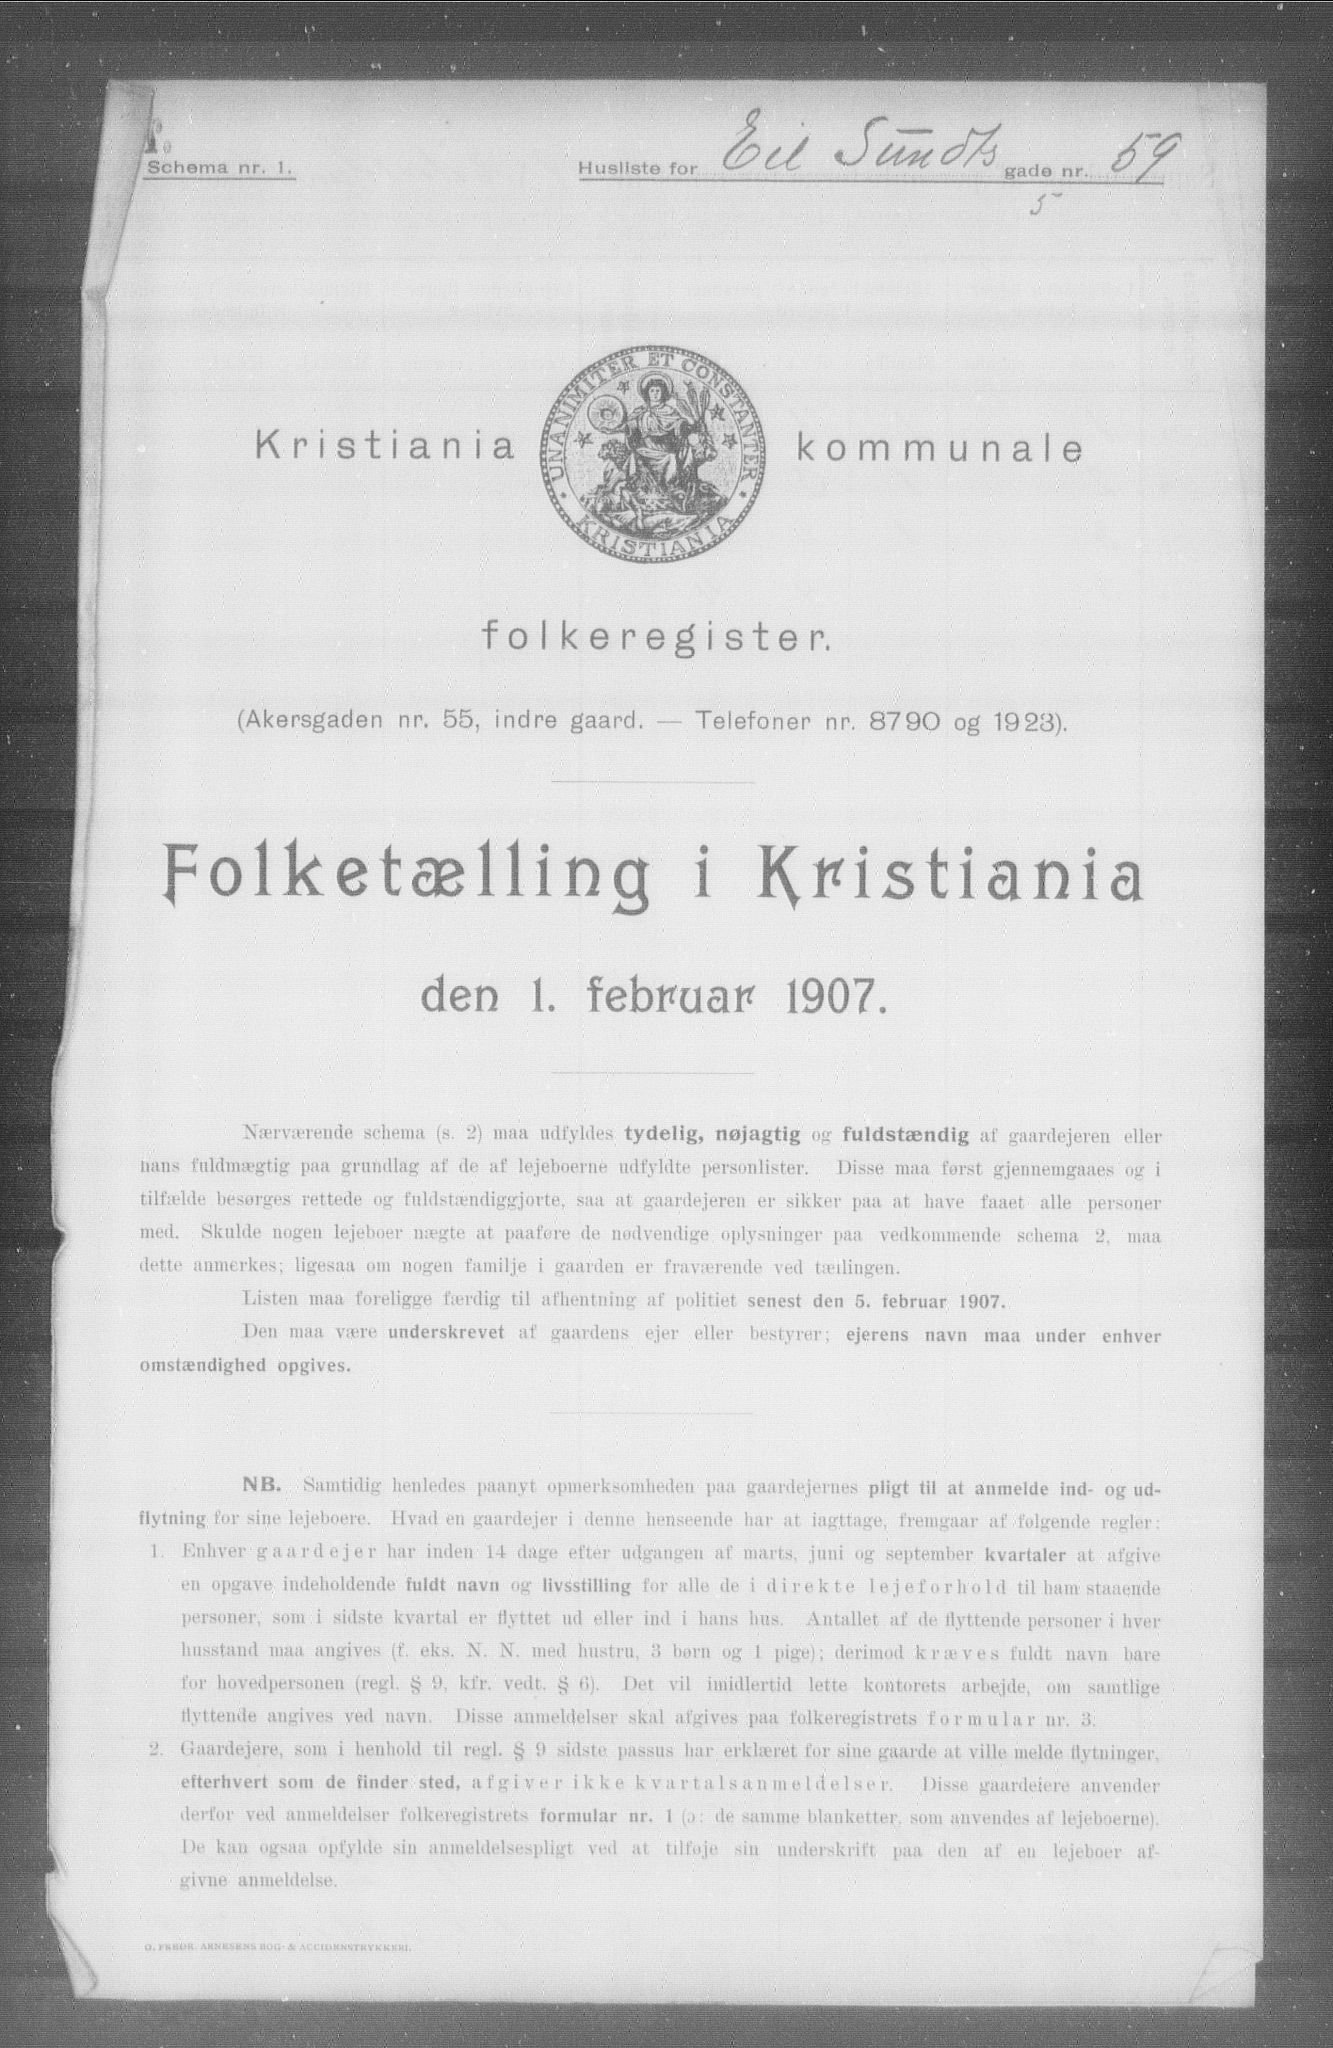 Schema nr. 1.
Husliste for Eil Sundts gade nr. 59
5
UNANIMITER ET CONSTANTER
KRISTIANIA
Kristiania kommunale
folkeregister.
(Akersgaden nr. 55, indre gaard. — Telefoner nr. 8790 og 1923).
Folketælling i Kristiania
den 1. februar 1907.
Nærværende schema (s. 2) maa udfyldes tydelig, nøjagtig og fuldstændig af gaardejeren eller
hans fuldmægtig paa grundlag af de af lejeboerne udfyldte personlister. Disse maa først gjennemgaaes og i
tilfælde besørges rettede og fuldstændiggjorte, saa at gaardejeren er sikker paa at have faaet alle personer
med. Skulde nogen lejeboer nægte at paaføre de nødvendige oplysninger paa vedkommende schema 2, maa
dette anmerkes; ligesaa om nogen familje i gaarden er fraværende ved tællingen.
Listen maa foreligge færdig til afhentning af politiet senest den 5. februar 1907.
Den maa være underskrevet af gaardens ejer eller bestyrer; ejerens navn maa under enhver
omstændighed opgives.
NB. Samtidig henledes paanyt opmerksomheden paa gaardejernes pligt til at anmelde ind- og ud-
flytning for sine lejeboere. Hvad en gaardejer i denne henseende har at iagttage, fremgaar af følgende regler:
1. Enhver gaardejer har inden 14 dage efter udgangen af marts, juni og september kvartaler at afgive
en opgave indeholdende fuldt navn og livsstilling for alle de i direkte lejeforhold til ham staaende
personer, som i sidste kvartal er flyttet ud eller ind i hans hus. Antallet af de flyttende personer i hver
husstand maa angives (f. eks. N. N. med hustru, 3 børn og 1 pige); derimod kræves fuldt navn bare
for hovedpersonen (regl. § 9, kfr. vedt. § 6). Det vil imidlertid lette kontorets arbejde, om samtlige
flyttende angives ved navn. Disse anmeldelser skal afgives paa folkeregistrets formular nr. 3.
2. Gaardejere, som i henhold til regl. § 9 sidste passus har erklæret for sine gaarde at ville melde flytninger,
efterhvert som de finder sted, afgiver ikke kvartalsanmeldelser. Disse gaardeiere anvender
derfor ved anmeldelser folkeregistrets formular nr. 1 (ɔ: de samme blanketter, som anvendes af lejeboerne).
De kan ogsaa opfylde sin anmeldelsespligt ved at tilføje sin underskrift paa den af en lejeboer af-
givne anmeldelse.
O. FREDR. ARNESENS BOG- & ACCIDENSTRYKKERI.